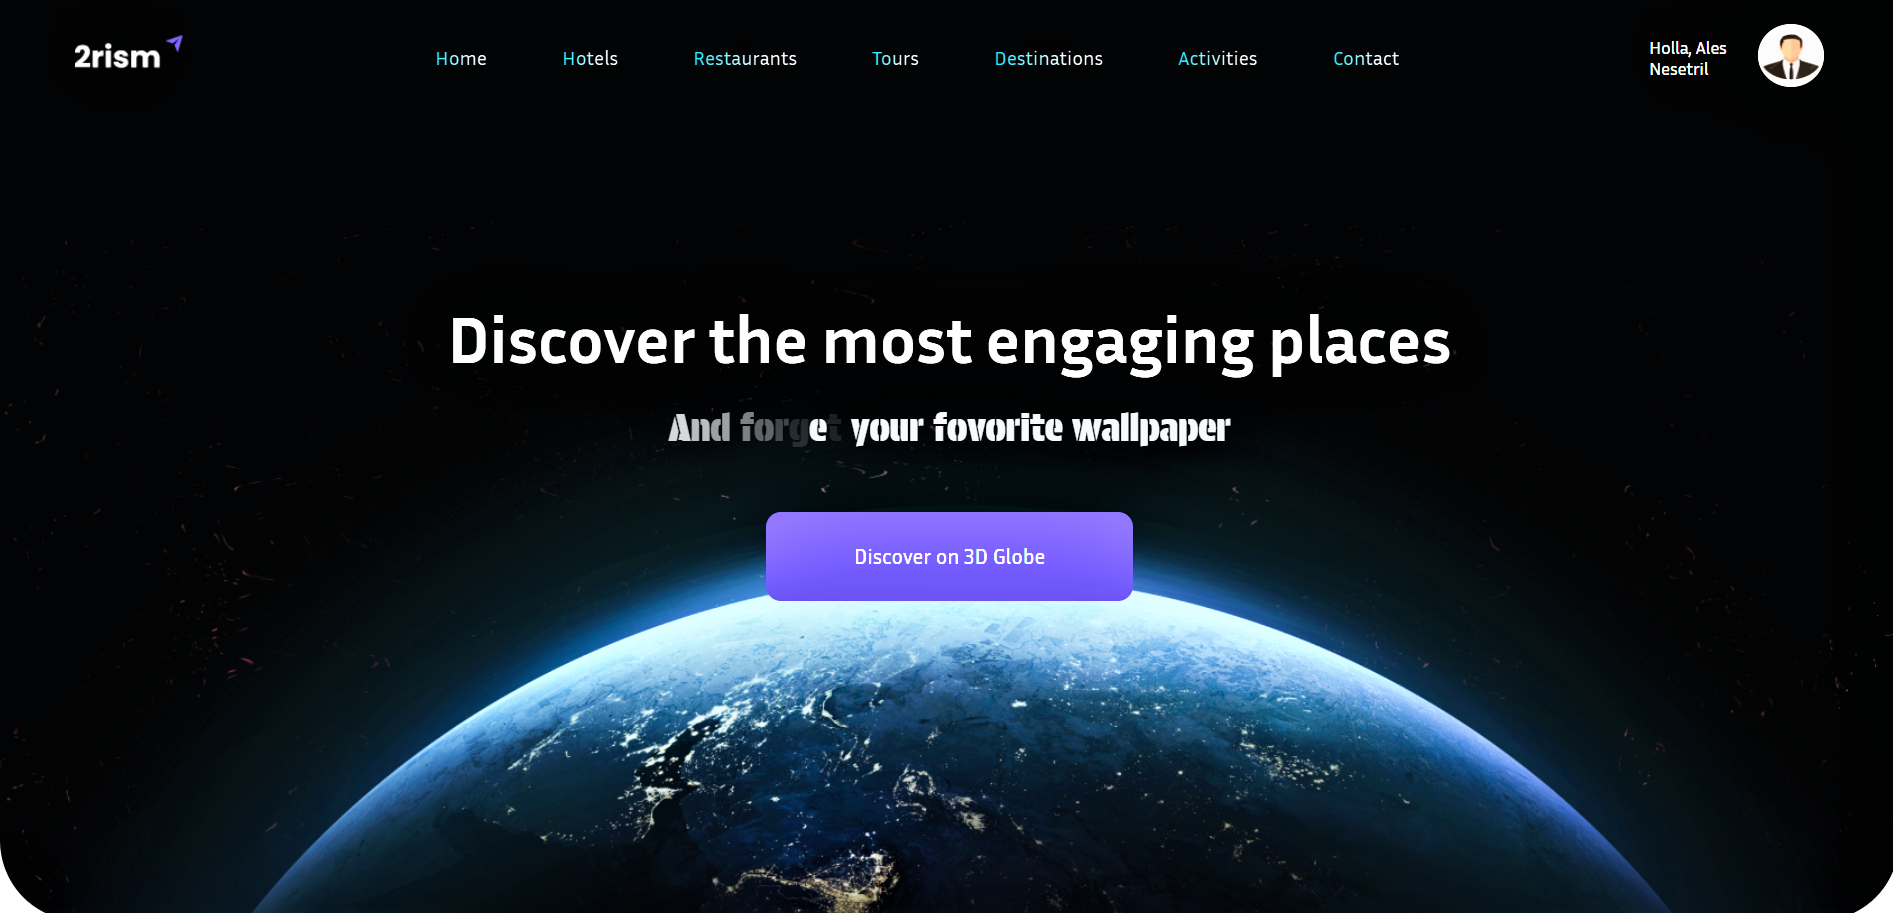 2rism
Home Hotels Restaurants Tours Destinations Activities Contact
Holla, Ales
Nesetril
Discover the most engaging places
And forget your fovorite wallpaper
Discover on 3D Globe